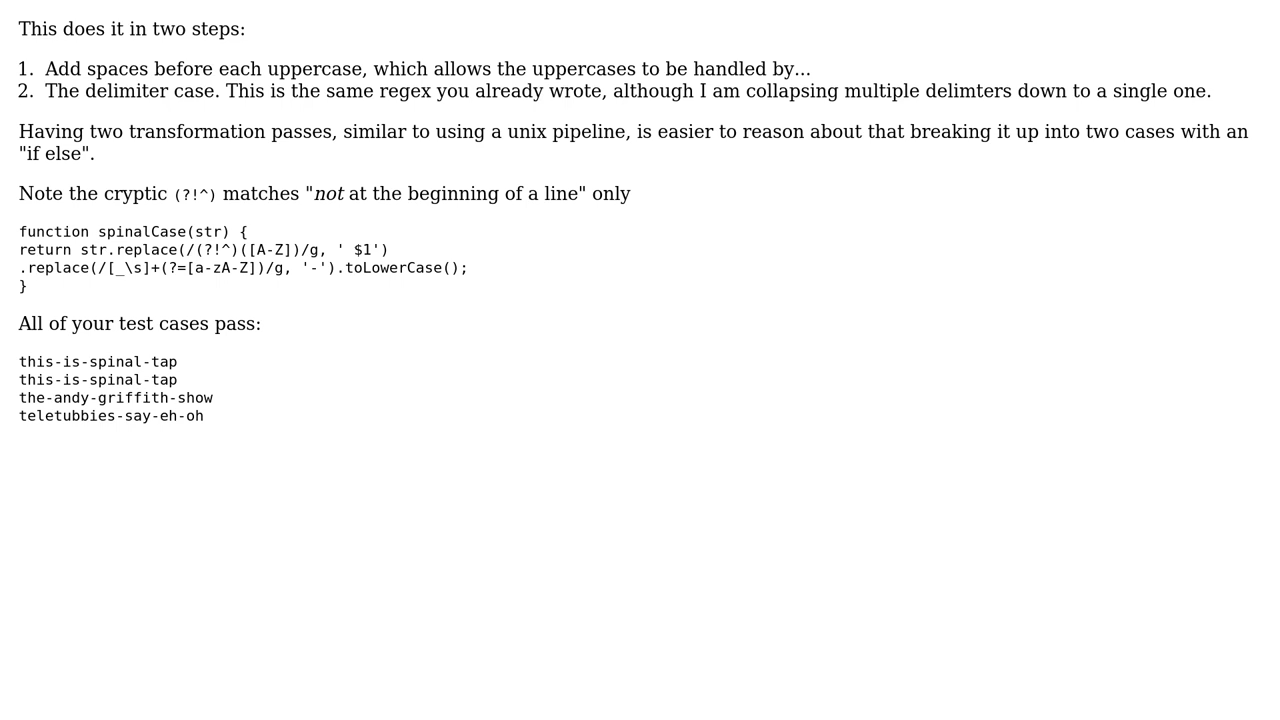 This does it in two steps:
1. Add spaces before each uppercase, which allows the uppercases to be handled by...
2. The delimiter case. This is the same regex you already wrote, although I am collapsing multiple delimters down to a single one.
Having two transformation passes, similar to using a unix pipeline, is easier to reason about that breaking it up into two cases with an
"if else".
Note the cryptic (?!^) matches "not at the beginning of a line" only
function spinalCase(str) {
return str.replace(/(?!^)([A-Z])/g, ' $1')
.replace(/[_\s]+(?=[a-zA-Z])/g, '-').toLowerCase();
}
All of your test cases pass:
this-is-spinal-tap
this-is-spinal-tap
the-andy-griffith-show
teletubbies-say-eh-oh